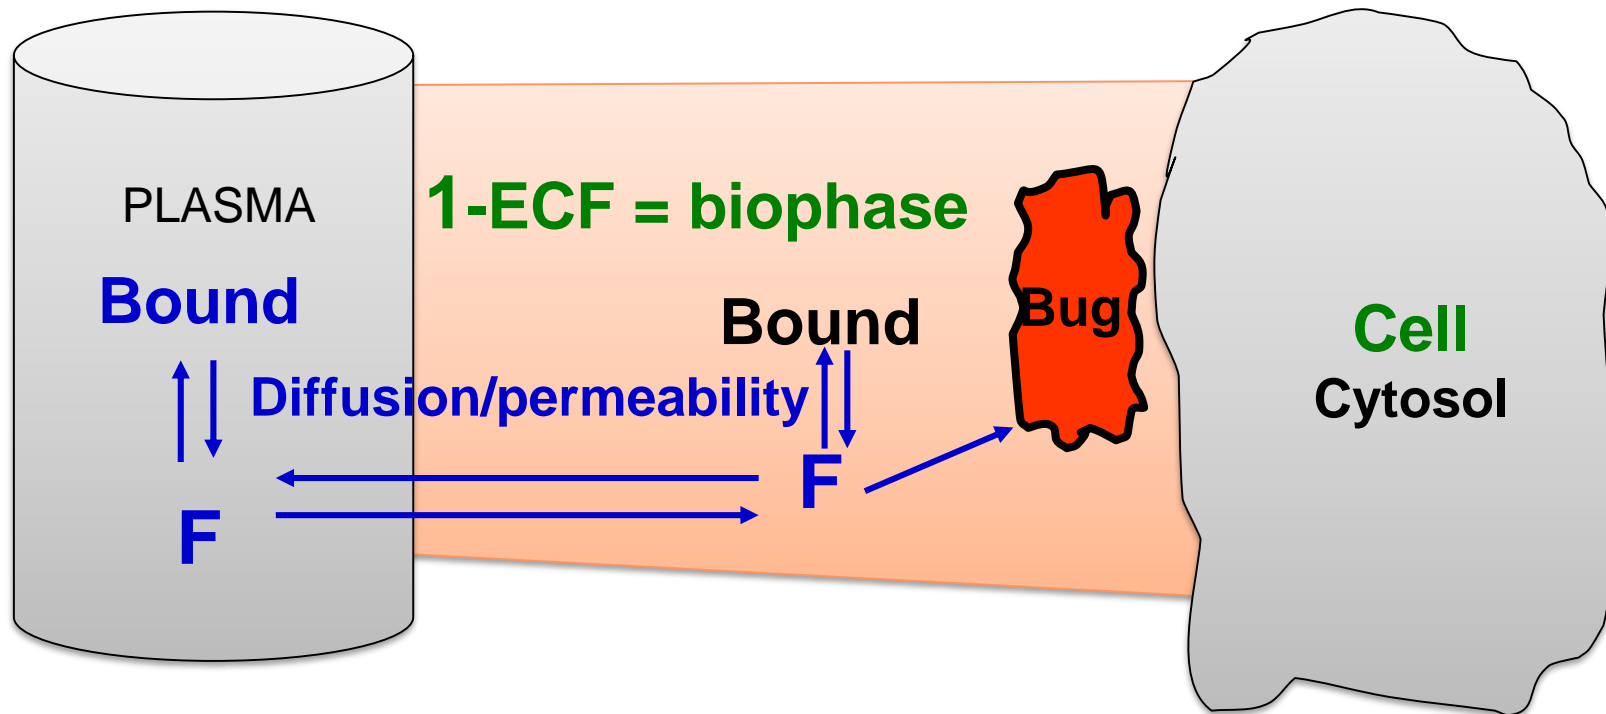 PLASMA
1-ECF = biophase
Bound
Bound
Bug
Cell
Diffusion/permeability
Cytosol
F
F